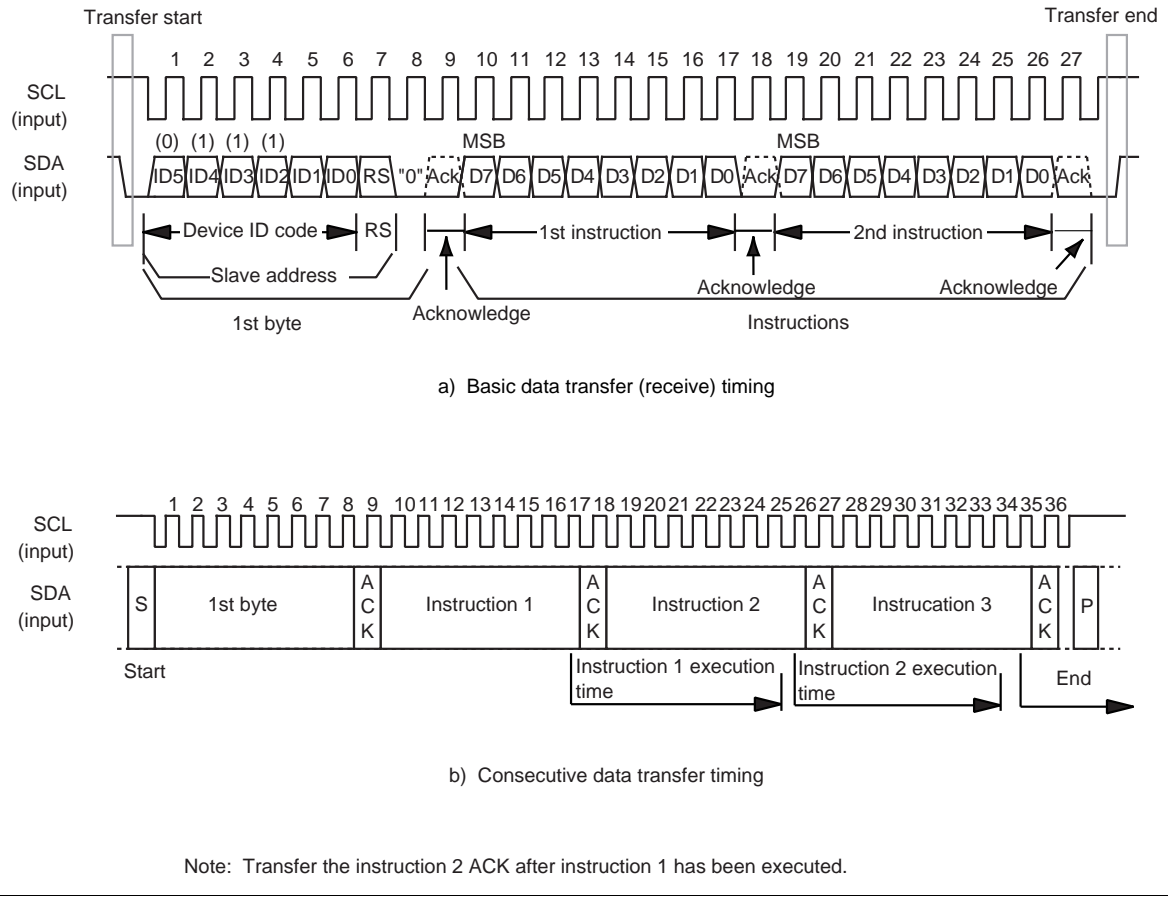 Transfer start
Transfer end
1 2 3 4 5 6 7 8 9 10 11 12 13 14 15 16 17 18 19 20 21 22 23 24 25 26 27
SCL
(input)
(0) (1) (1) (1)
MSB
MSB
SDA
(input)
ID5 ID4 ID3 ID2 ID1 ID0 RS "0" Ack D7 D6 D5 D4 D3 D2 D1 D0 Ack D7 D6 D5 D4 D3 D2 D1 D0 Ack
Device ID code
RS
1st instruction
2nd instruction
Slave address
Acknowledge
Acknowledge
Acknowledge
1st byte
Instructions
a) Basic data transfer (receive) timing
1 2 3 4 5 6 7 8 9 10 11 12 13 14 15 16 17 18 19 20 21 22 23 24 25 26 27 28 29 30 31 32 33 34 35 36
SCL
(input)
SDA
(input)
S
1st byte
ACK
Instruction 1
ACK
Instruction 2
ACK
Instrucation 3
ACK
P
Start
Instruction 1 execution
time
Instruction 2 execution
time
End
b) Consecutive data transfer timing
Note: Transfer the instruction 2 ACK after instruction 1 has been executed.